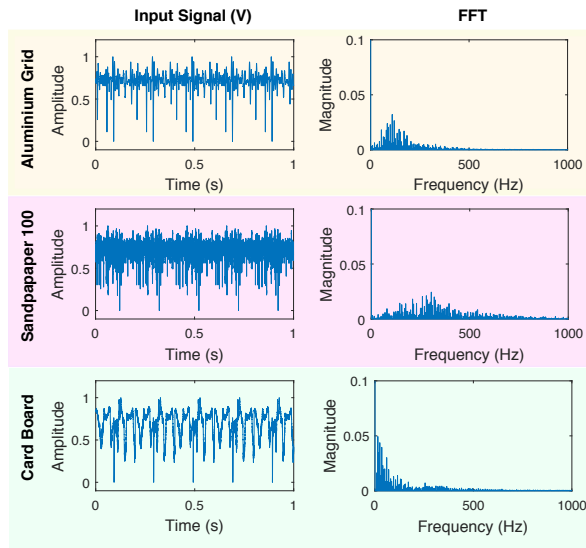 Input Signal (V)
FFT
Aluminium Grid
Amplitude
1
0.5
0
0
0.5
1
Time (s)
Magnitude
0.1
0.05
0
0
500
1000
Frequency (Hz)
Sandpapaper 100
Amplitude
1
0.5
0
0
0.5
1
Time (s)
Magnitude
0.1
0.05
0
0
500
1000
Frequency (Hz)
Card Board
Amplitude
1
0.5
0
0
0.5
1
Time (s)
Magnitude
0.1
0.05
0
0
500
1000
Frequency (Hz)